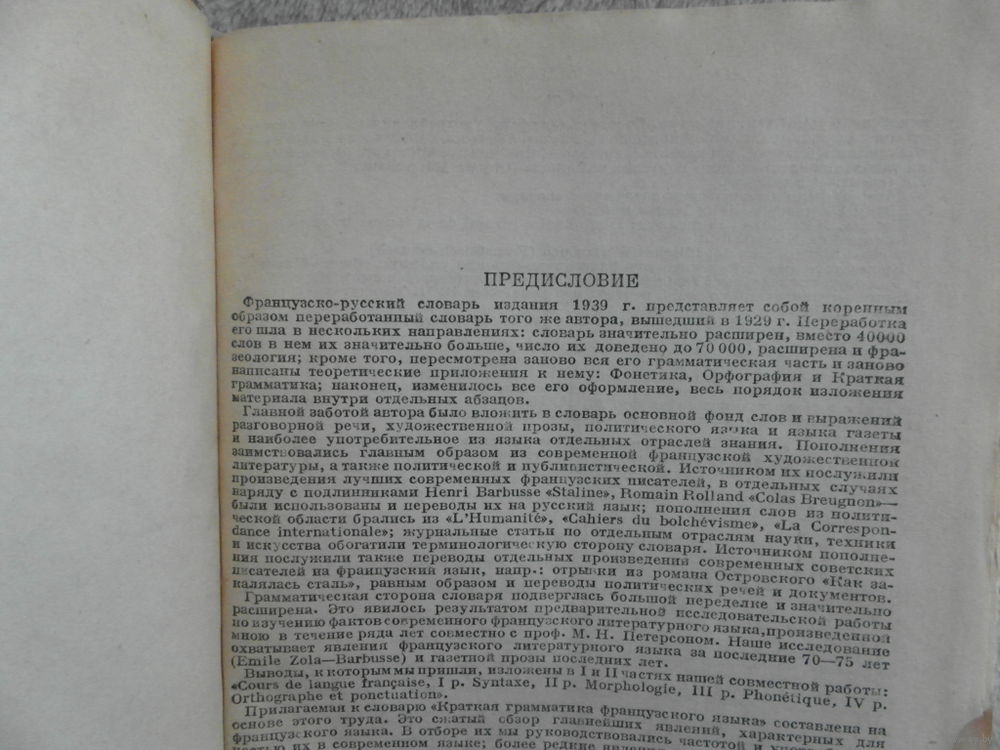 ПРЕДИСЛОВИЕ
Французско-русский словарь издания 1939 г. представляет собой коренным
образом переработанный словарь того же автора, вышедший в 1929 г. Переработка
его шла в нескольких направлениях: словарь значительно расширен, вместо 40000
слов в нем их значительно больше, число их доведено до 70 000, расширена и фра-
зеология; кроме того, пересмотрена заново вся его грамматическая часть и заново
написаны теоретические приложения к нему: Фонетика, Орфография и Краткая
грамматика; наконец, изменилось все его оформление, весь порядок изложения
материала внутри отдельных абзацов.
Главной заботой автора было вложить в словарь основной фонд слов и выражений
разговорной речи, художественной прозы, политического языка и языка газеты
и наиболее употребительное из языка отдельных отраслей знания. Пополнения
заимствовались главным образом из современной французской художественной
литературы, а также политической и публицистической. Источником их послужили
произведения лучших современных французских писателей, в отдельных случаях
наряду с подлинниками Henri Barbusse «Staline», Romain Rolland «Colas Breugnon»—
были использованы и переводы их на русский язык; пополнения слов из полити-
ческой области брались из «L'Humanité», «Cahiers du bolchévisme», «La Correspon-
dance internationale»; журнальные статьи по отдельным отраслям науки, техники
и искусства обогатили терминологическую сторону словаря. Источником пополне-
ния послужили также переводы отдельных произведений современных советских
писателей на французский язык, напр.: отрывки из романа Островского «Как за-
калялась сталь», равным образом и переводы политических речей и документов.
Грамматическая сторона словаря подверглась большой переделке и значительно
расширена. Это явилось результатом предварительной исследовательской работы
по изучению фактов современного французского литературного языка, произведенной
мною в течение ряда лет совместно с проф. М. Н. Петерсоном. Наше исследование
охватывает явления французского литературного языка за последние 70—75 лет
(Emile Zola—Barbusse) и газетной прозы последних лет.
Выводы, к которым мы пришли, изложены в I и II частях нашей совместной работы:
«Cours de langue française, I p. Syntaxe, II p. Morphologie, III p. Phonétique, IV p.
Orthographe et ponctuation».
Прилагаемая к словарю «Краткая грамматика французского языка» составлена на
основе этого труда. Это сжатый обзор главнейших явлений, характерных для
французского языка. В отборе их мы руководствовались частотой и
их в современном языке; более редкие